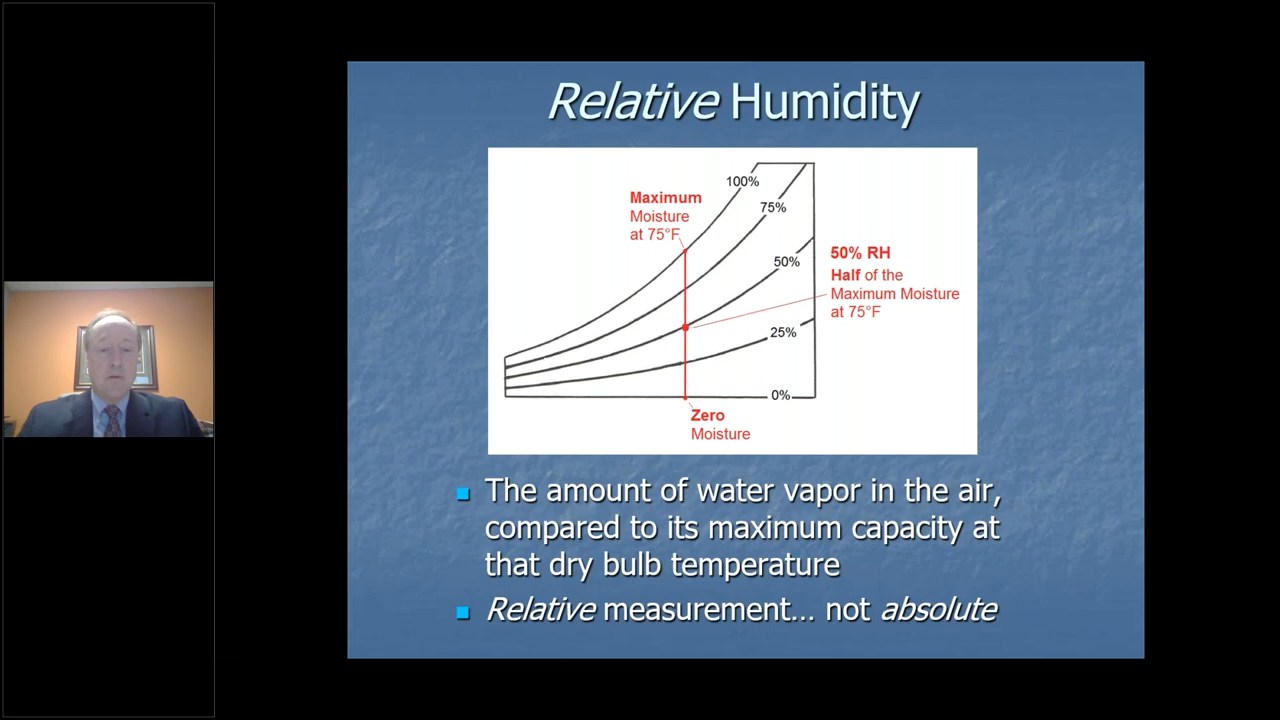 Relative Humidity
100%
Maximum
Moisture
at 75°F
75%
50%
50% RH
Half of the
Maximum Moisture
at 75°F
25%
0%
Zero
Moisture
The amount of water vapor in the air,
compared to its maximum capacity at
that dry bulb temperature
Relative measurement... not absolute